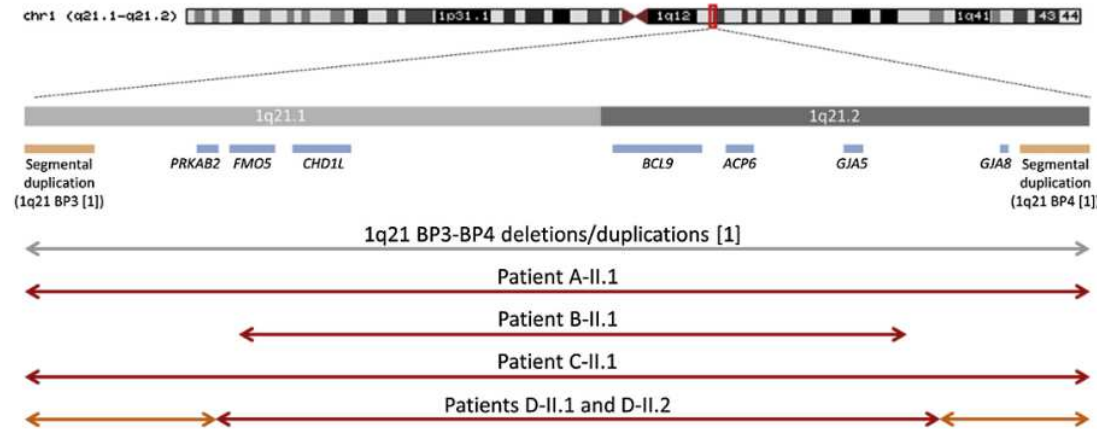 chr1 (q21.1-q21.2) 1p31.1 1q12 1q41 43 44
1q21.1 1q21.2
PRKAB2 FMO5 CHD1L BCL9 ACP6 GJA5 GJA8
Segmental
duplication
(1q21 BP3 [1])
Segmental
duplication
(1q21 BP4 [1])
1q21 BP3-BP4 deletions/duplications [1]
Patient A-II.1
Patient B-II.1
Patient C-II.1
Patients D-II.1 and D-II.2